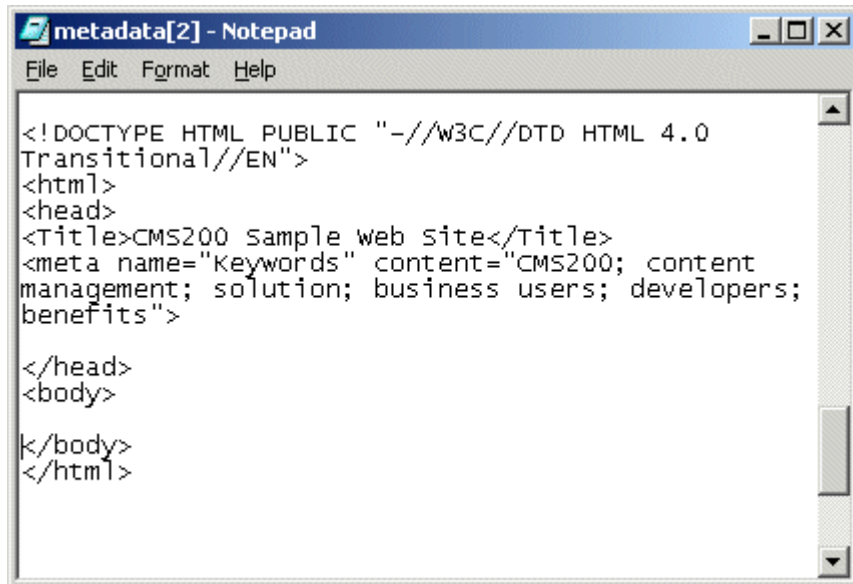 metadata[2] - Notepad
File Edit Format Help
<!DOCTYPE HTML PUBLIC "-//W3C//DTD HTML 4.0
Transitional//EN">
<html>
<head>
<Title>CMS200 Sample Web Site</Title>
<meta name="Keywords" content="CMS200; content
management; solution; business users; developers;
benefits">
</head>
<body>
</body>
</html>